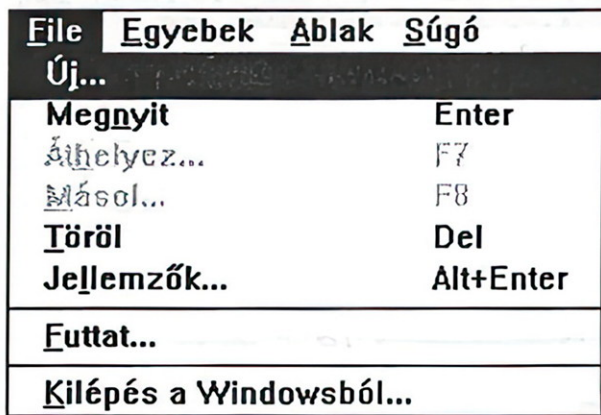 File Egyebek Ablak Súgó
Új...
Megnyit Enter
Áthelyez... F7
Másol... F8
Töröl Del
Jellemzők... Alt+Enter
Futtat...
Kilépés a Windowsból...